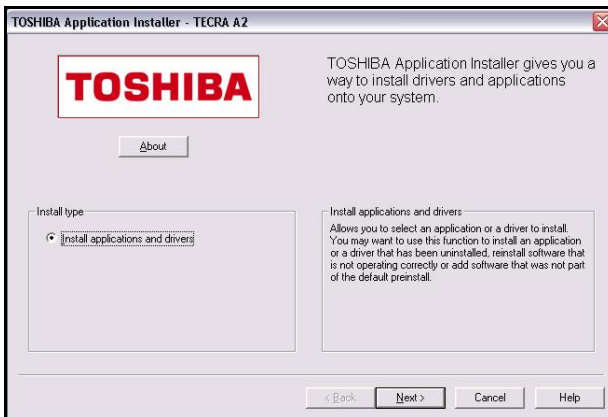 TOSHIBA Application Installer - TECRA A2
TOSHIBA
TOSHIBA Application Installer gives you a
way to install drivers and applications
onto your system.
About
Install type
Install applications and drivers
Install applications and drivers
Allows you to select an application or a driver to install.
You may want to use this function to install an application
or a driver that has been uninstalled, reinstall software that
is not operating correctly or add software that was not part
of the default preinstall.
< Back
Next >
Cancel
Help